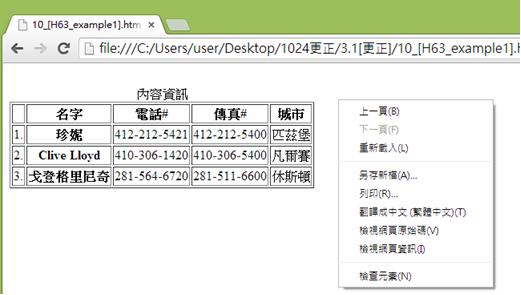 10_[H63_example1].htm
file:///C:/Users/user/Desktop/1024更正/3.1[更正]/10_[H63_example1].h
內容資訊
名字 電話# 傳真# 城市
1. 珍妮 412-212-5421 412-212-5400 匹茲堡
2. Clive Lloyd 410-306-1420 410-306-5400 凡爾賽
3. 戈登格里尼奇 281-564-6720 281-511-6600 休斯頓
上一頁(B)
下一頁(F)
重新載入(L)
另存新檔(A)...
列印(R)...
翻譯成中文 (繁體中文)(T)
檢視網頁原始碼(V)
檢視網頁資訊(I)
檢查元素(N)